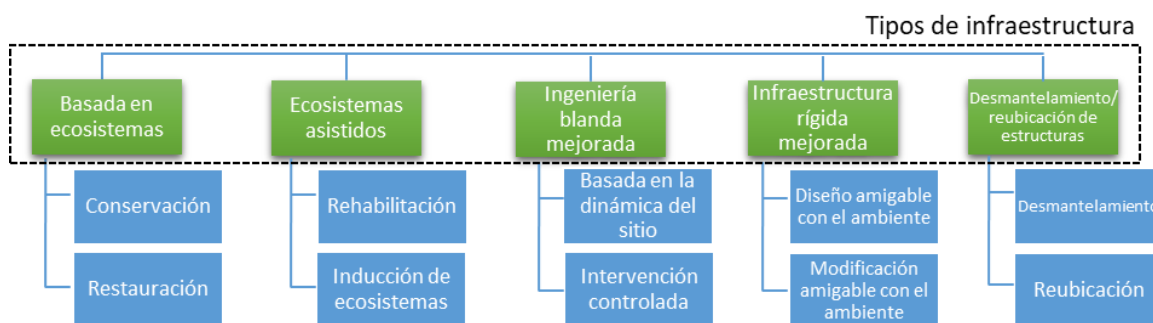 Tipos de infraestructura
Basada en
ecosistemas
Ecosistemas
asistidos
Ingeniería
blanda
mejorada
Infraestructura
rígida
mejorada
Desmantelamiento/
reubicación de
estructuras
Conservación
Rehabilitación
Basada en la
dinámica del
sitio
Diseño amigable
con el ambiente
Desmantelamiento
Restauración
Inducción de
ecosistemas
Intervención
controlada
Modificación
amigable con el
ambiente
Reubicación